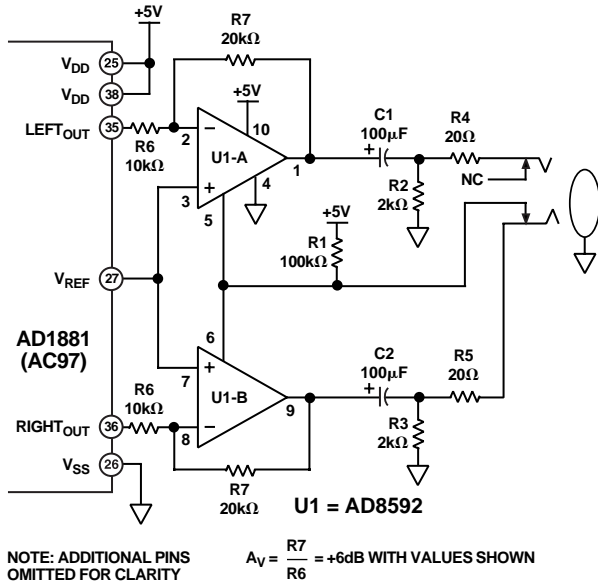 +5V
R7
20kΩ
VDD
25
VDD
38
+5V
LEFTOUT
35
R6
10kΩ
2
−
10
U1-A
1
+
3
4
5
C1
+
100µF
R4
20Ω
NC
R2
2kΩ
+5V
R1
100kΩ
VREF
27
AD1881
(AC97)
6
7
+
U1-B
9
C2
+
100µF
R5
20Ω
R6
10kΩ
RIGHTOUT
36
8
−
R3
2kΩ
VSS
26
R7
20kΩ
U1 = AD8592
NOTE: ADDITIONAL PINS
OMITTED FOR CLARITY
AV = R7/R6 = +6dB WITH VALUES SHOWN